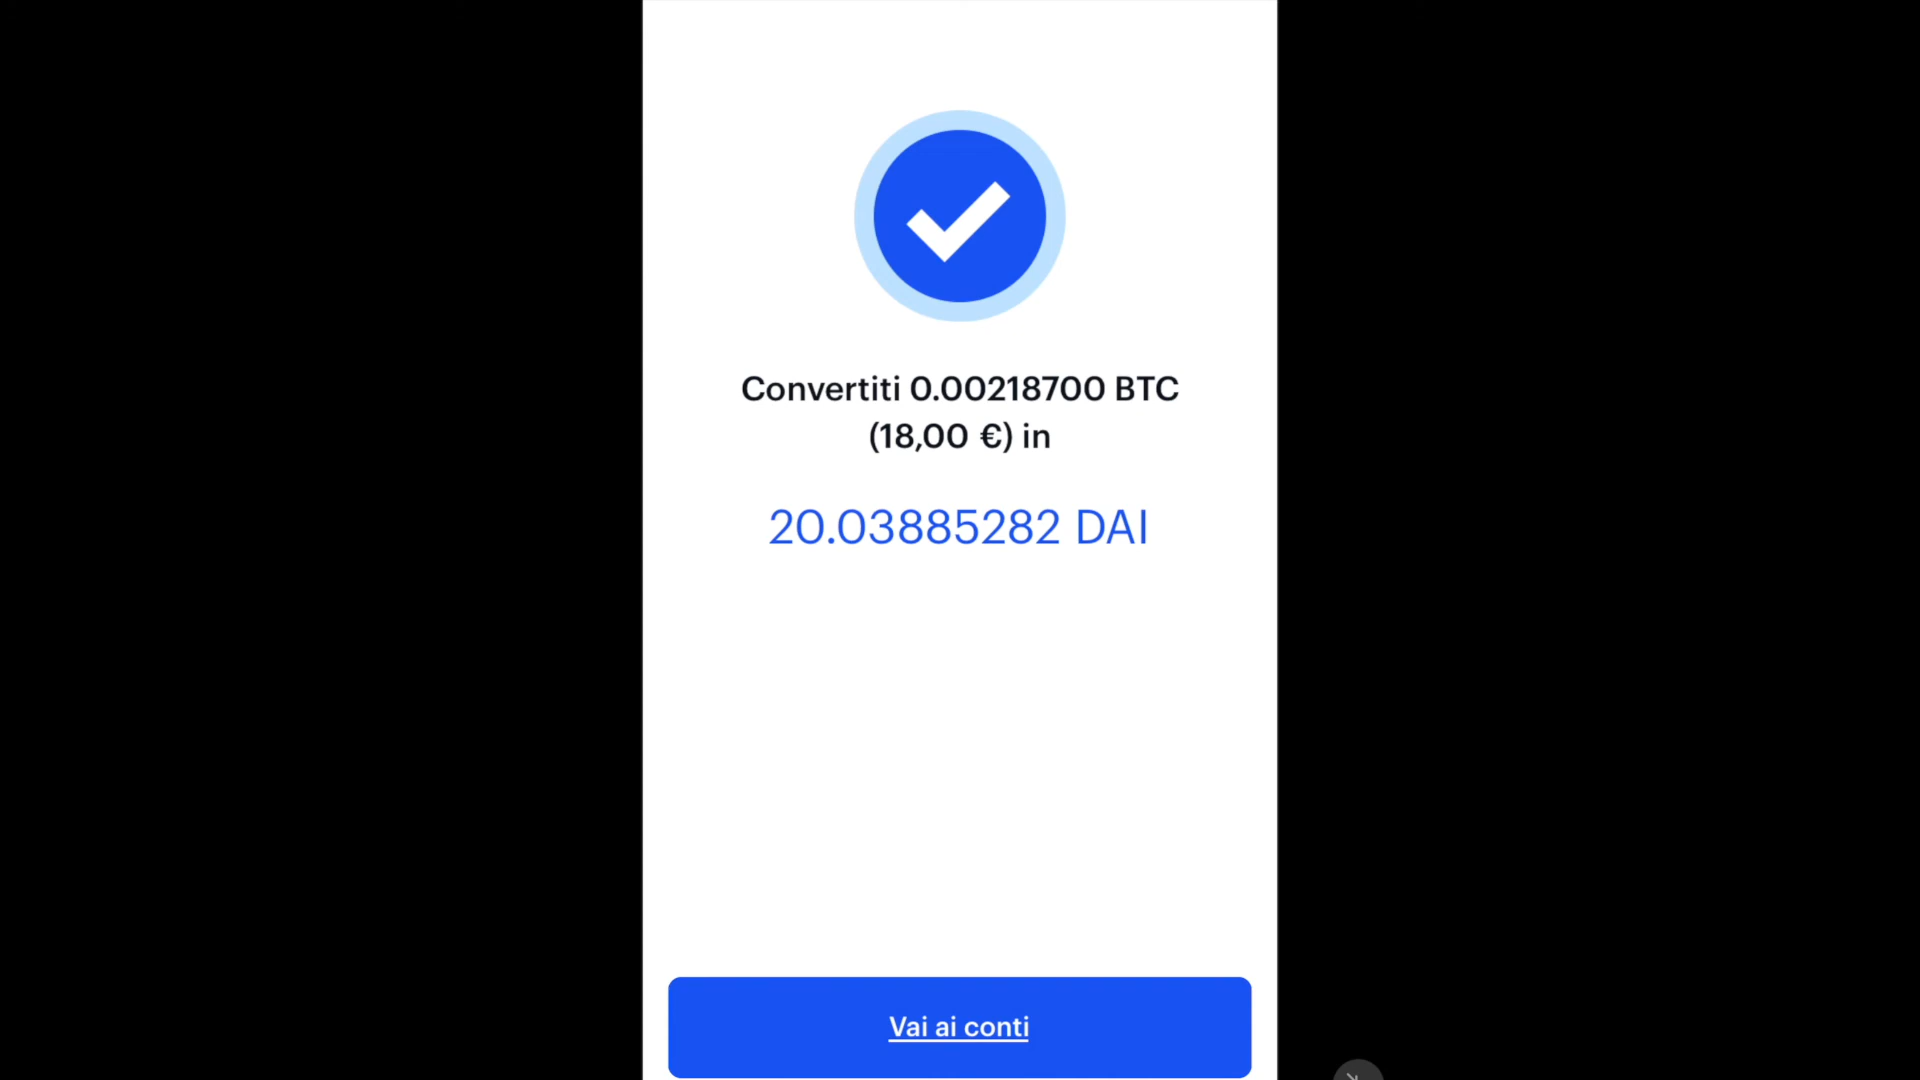 Convertiti 0.00218700 BTC
(18,00 €) in
20.03885282 DAI
Vai ai conti